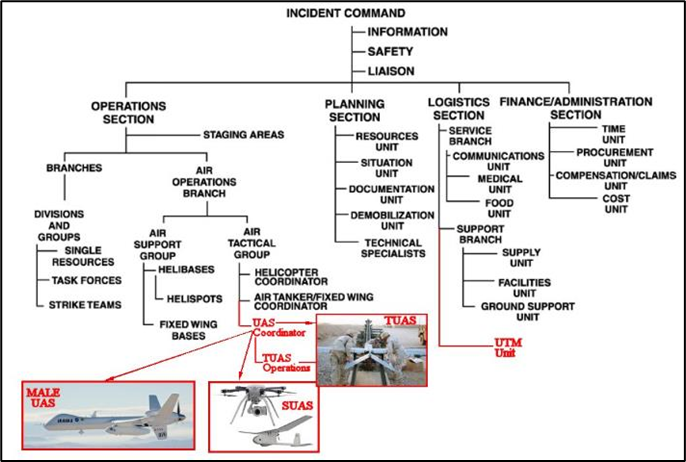 INCIDENT COMMAND
INFORMATION
SAFETY
LIAISON
OPERATIONS
SECTION
STAGING AREAS
BRANCHES
AIR
OPERATIONS
BRANCH
DIVISIONS
AND
GROUPS
SINGLE
RESOURCES
TASK FORCES
STRIKE TEAMS
AIR
SUPPORT
GROUP
HELIBASES
HELISPOTS
FIXED WING
BASES
AIR
TACTICAL
GROUP
HELICOPTER
COORDINATOR
AIR TANKER/FIXED WING
COORDINATOR
UAS
Coordinator
TUAS
Operations
TUAS
MALE
UAS
SUAS
PLANNING
SECTION
RESOURCES
UNIT
SITUATION
UNIT
DOCUMENTATION
UNIT
DEMOBILIZATION
UNIT
TECHNICAL
SPECIALISTS
LOGISTICS
SECTION
SERVICE
BRANCH
COMMUNICATIONS
UNIT
MEDICAL
UNIT
FOOD
UNIT
SUPPORT
BRANCH
SUPPLY
UNIT
FACILITIES
UNIT
GROUND SUPPORT
UNIT
UTM
Unit
FINANCE/ADMINISTRATION
SECTION
TIME
UNIT
PROCUREMENT
UNIT
COMPENSATION/CLAIMS
UNIT
COST
UNIT